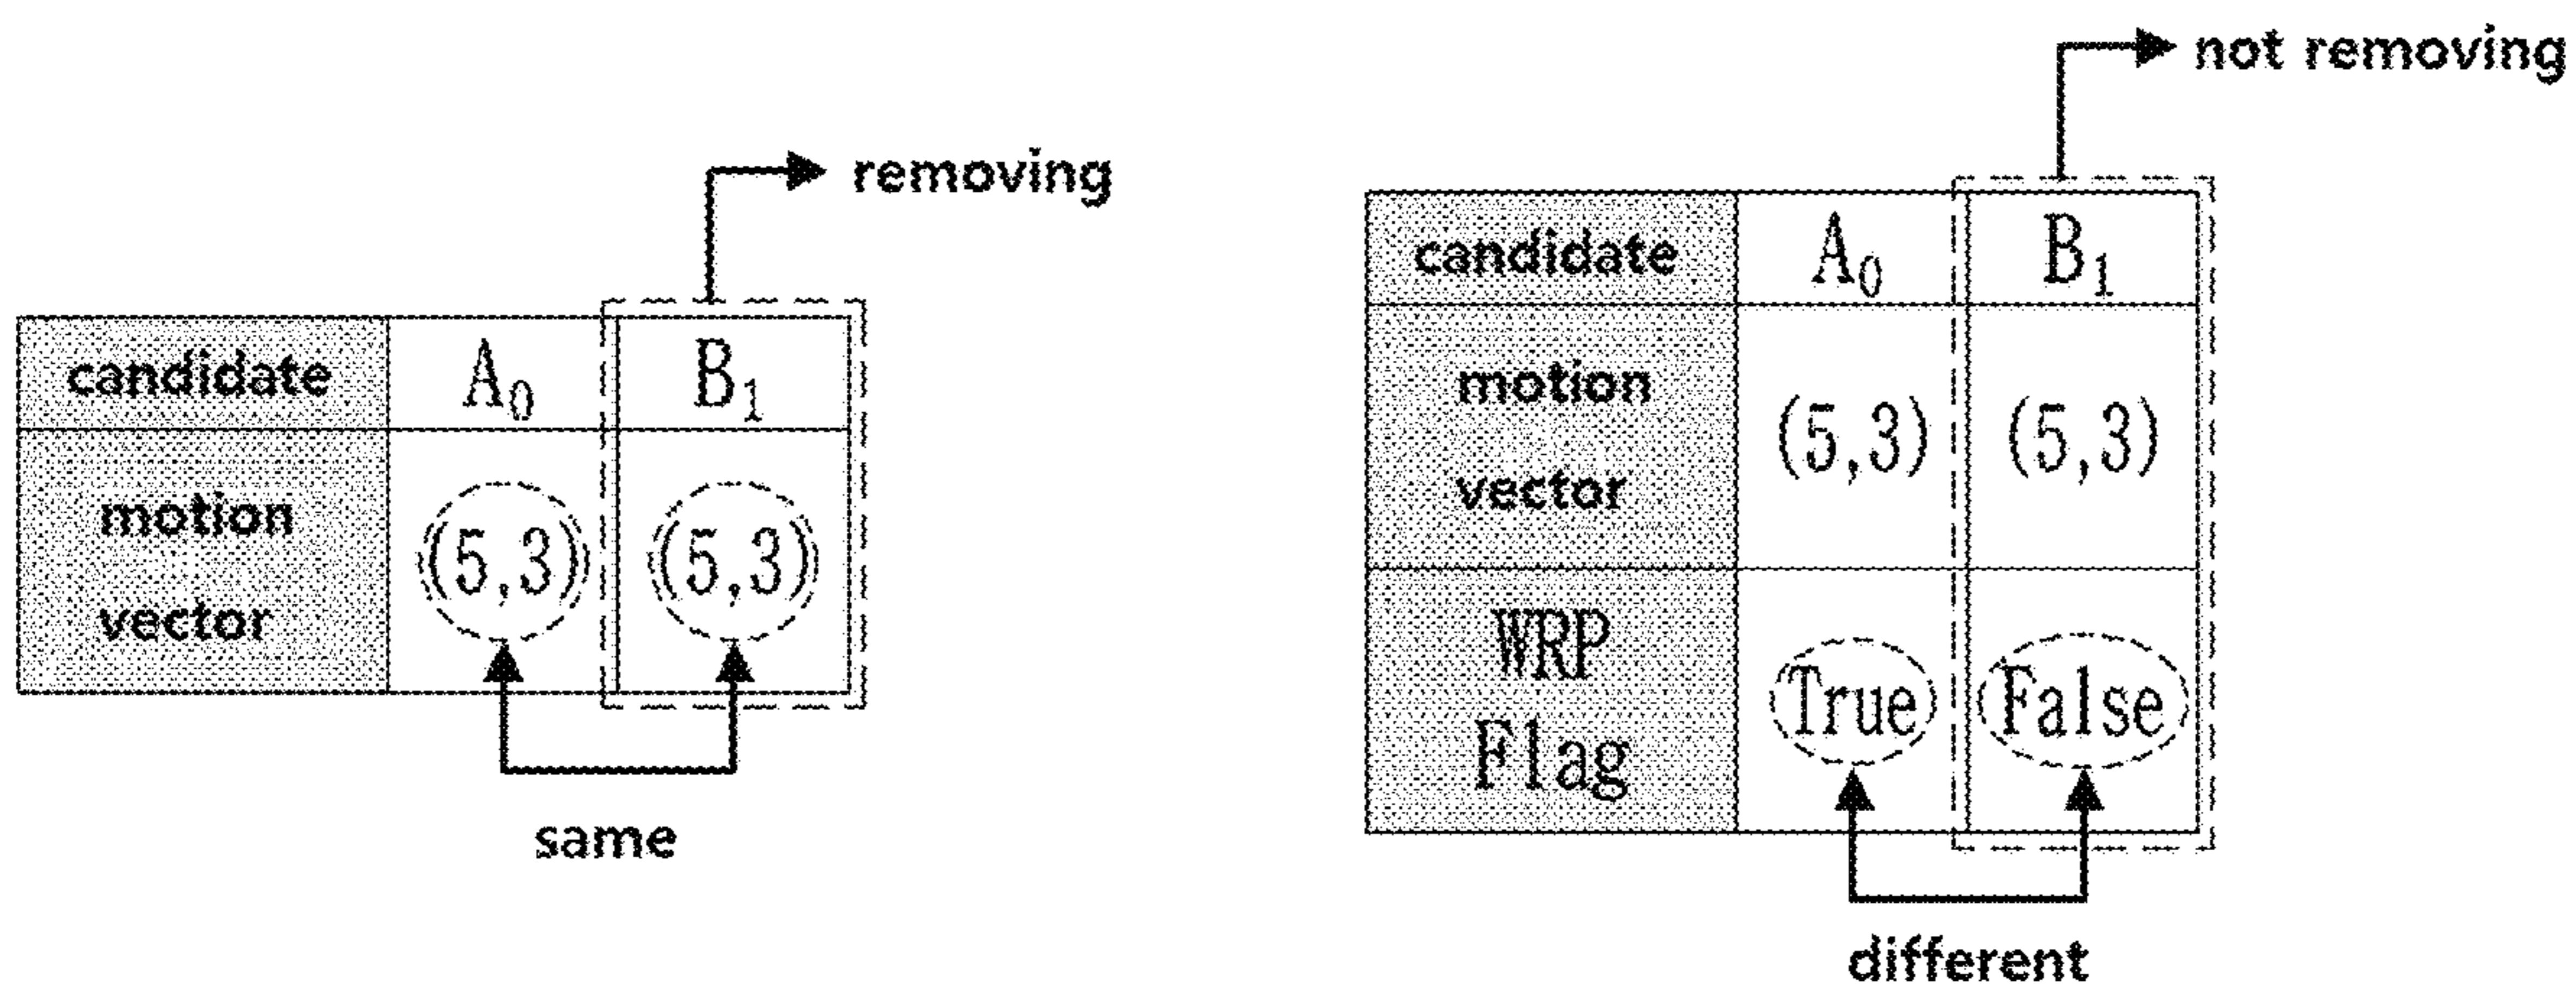 removing
candidate A₀ B₁
motion
vector
(5,3) (5,3)
same
not removing
candidate A₀ B₁
motion
vector
(5,3) (5,3)
WRP
Flag
True False
different